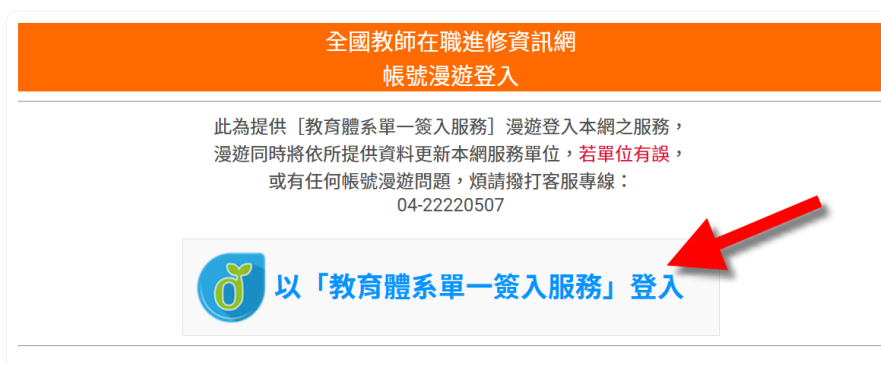 全國教師在職進修資訊網
帳號漫遊登入
此為提供［教育體系單一簽入服務］漫遊登入本網之服務，
漫遊同時將依所提供資料更新本網服務單位，若單位有誤，
或有任何帳號漫遊問題，煩請撥打客服專線：
04-22220507
以「教育體系單一簽入服務」登入